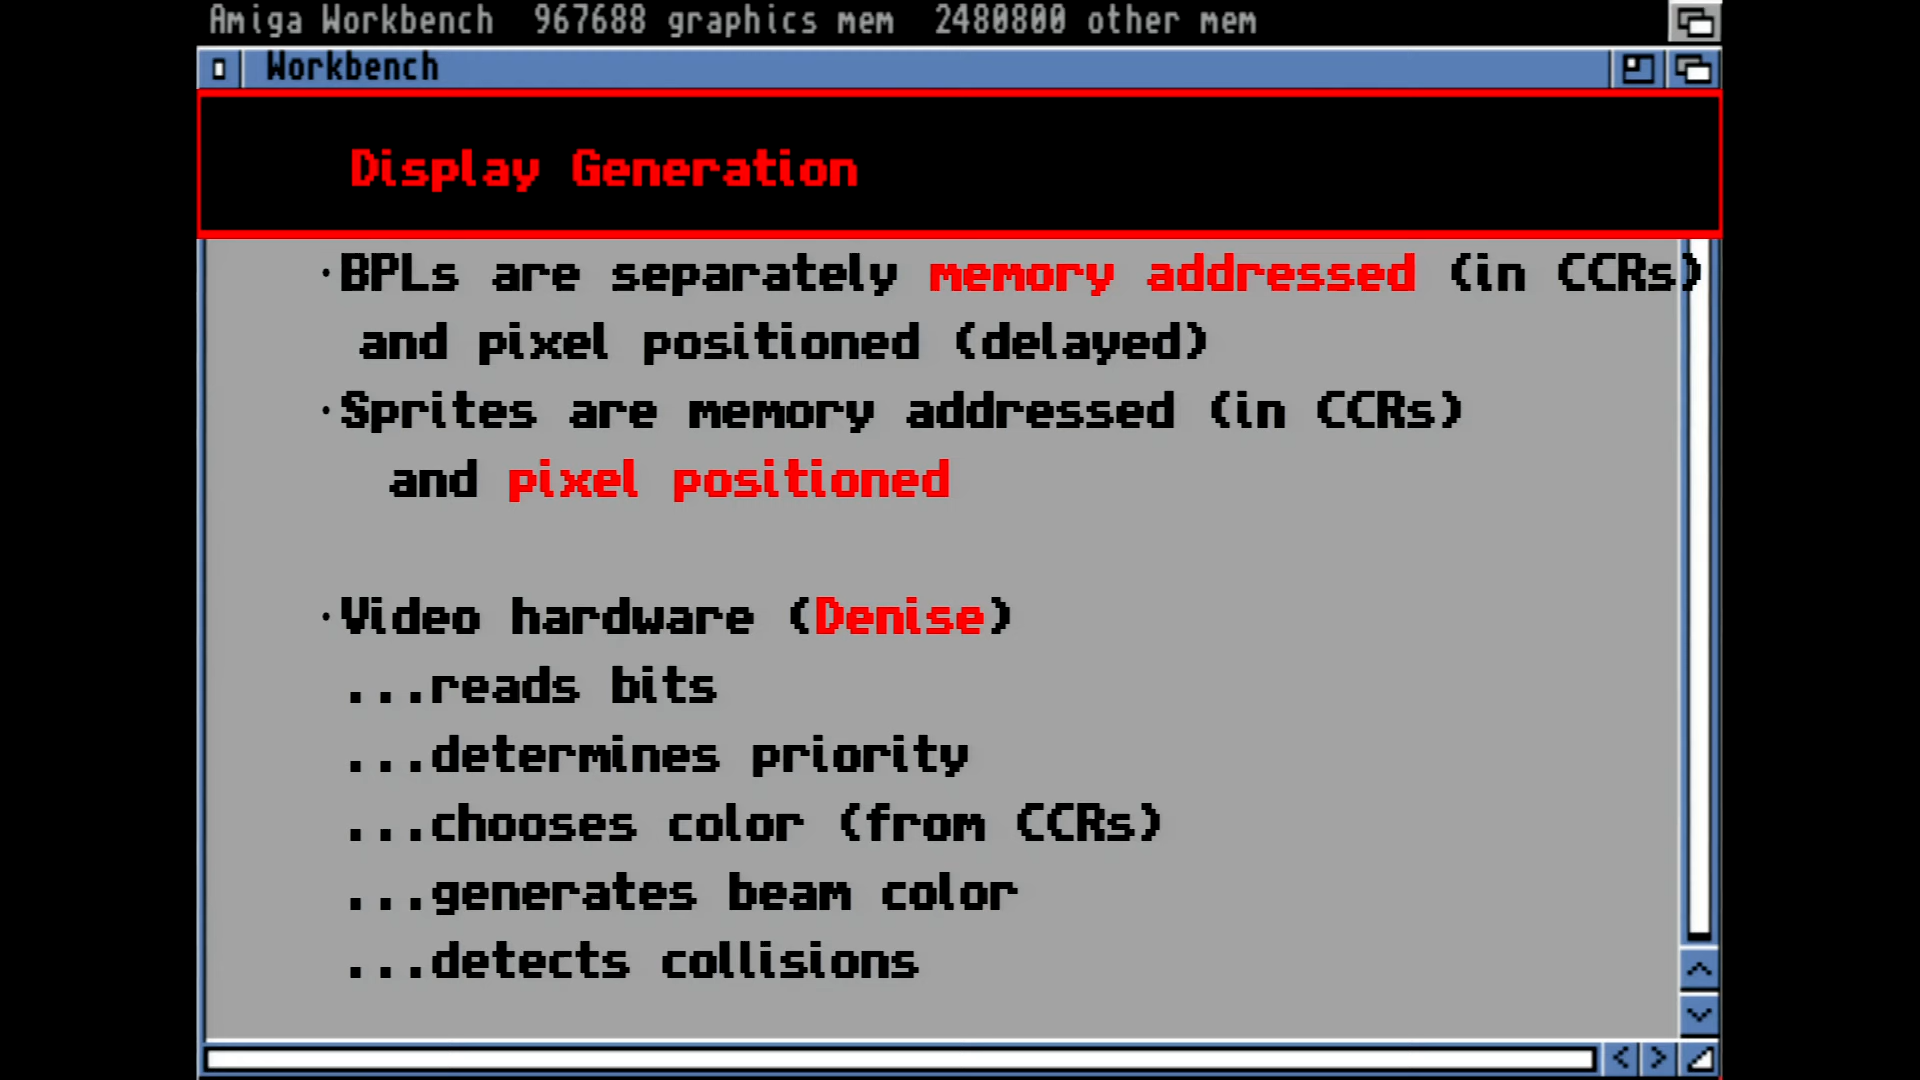 Amiga Workbench  967688 graphics mem  2480800 other mem
Workbench
Display Generation
·BPLs are separately memory addressed (in CCRs)
and pixel positioned (delayed)
·Sprites are memory addressed (in CCRs)
and pixel positioned
·Video hardware (Denise)
...reads bits
...determines priority
...chooses color (from CCRs)
...generates beam color
...detects collisions